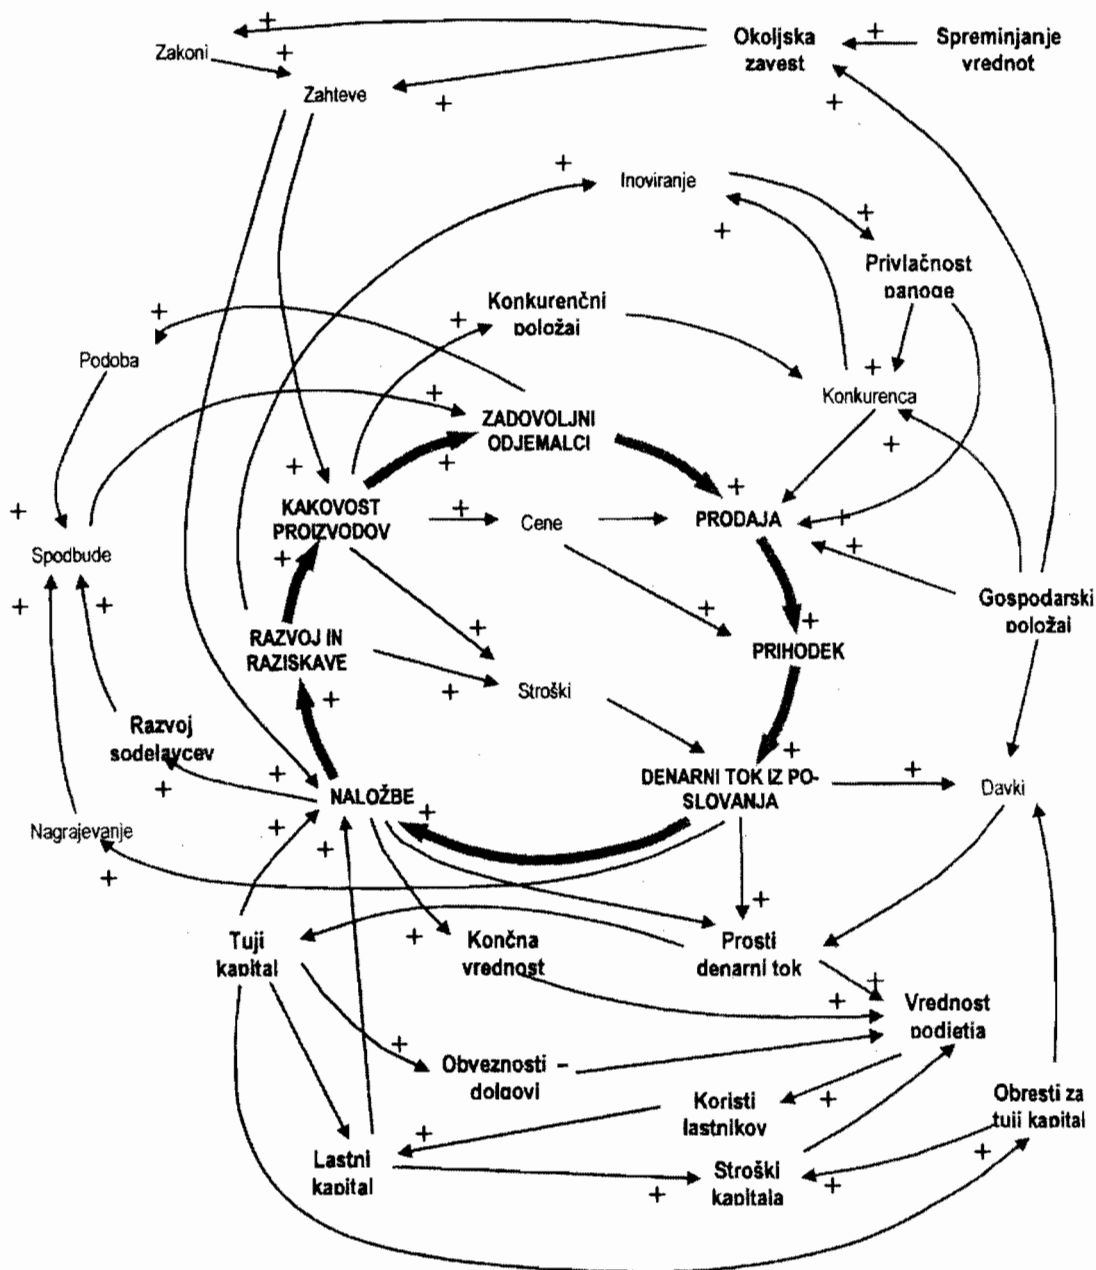 Okoljska
zavest
Spreminjanje
vrednot
Zakoni
Zahteve
Inoviranje
Privlačnost
panoge
Konkurenčni
položaj
Podoba
Konkurenca
ZADOVOLJNI
ODJEMALCI
KAKOVOST
PROIZVODOV
Cene
PRODAJA
Spodbude
Gospodarski
položaj
RAZVOJ IN
RAZISKAVE
PRIHODEK
Stroški
Razvoj
sodelavcev
DENARNI TOK IZ PO-
SLOVANJA
Davki
NALOŽBE
Nagrajevanje
Tuji
kapital
Končna
vrednost
Prosti
denarni tok
Vrednost
podjetja
Obveznosti –
dolgovi
Koristi
lastnikov
Obresti za
tuji kapital
Lastni
kapital
Stroški
kapitala